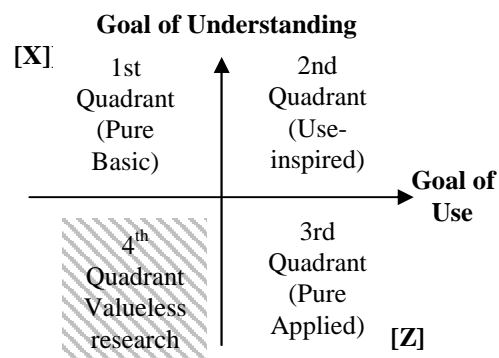 Goal of Understanding
[X]
1st
Quadrant
(Pure
Basic)
2nd
Quadrant
(Use-
inspired)
Goal of
Use
4th
Quadrant
Valueless
research
3rd
Quadrant
(Pure
Applied)
[Z]